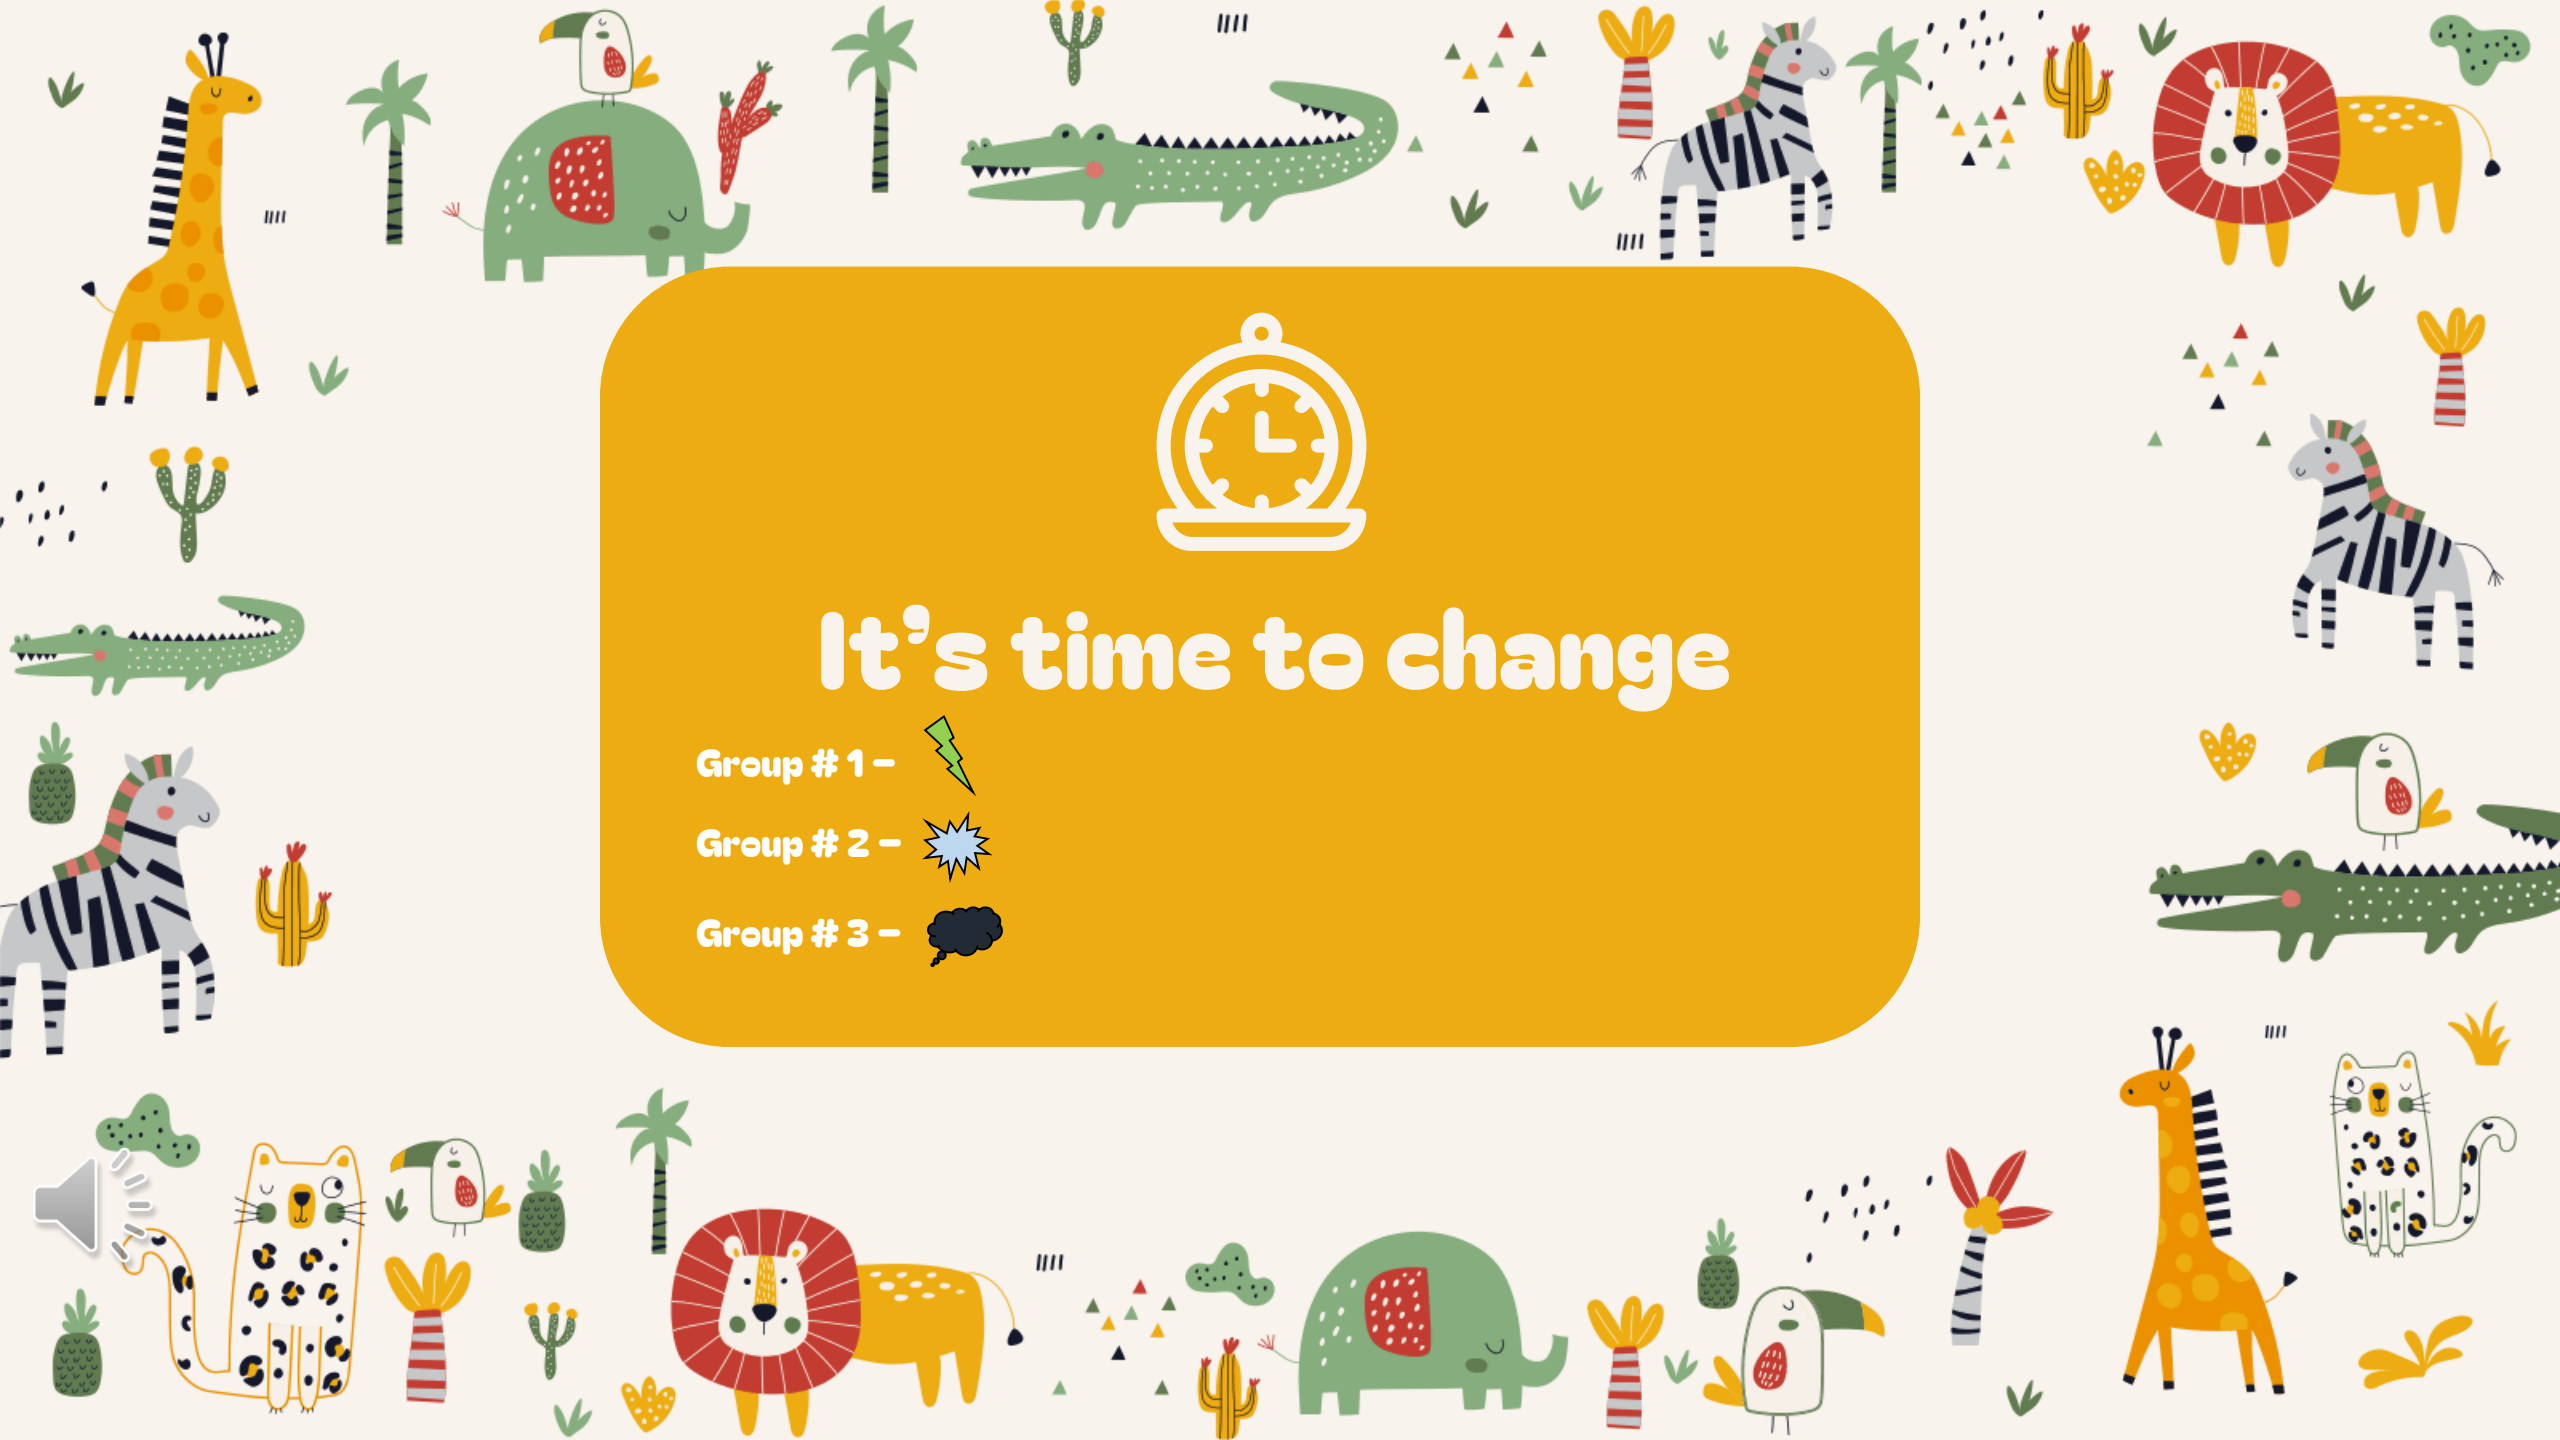 It's time to change
Group # 1 –
Group # 2 –
Group # 3 –